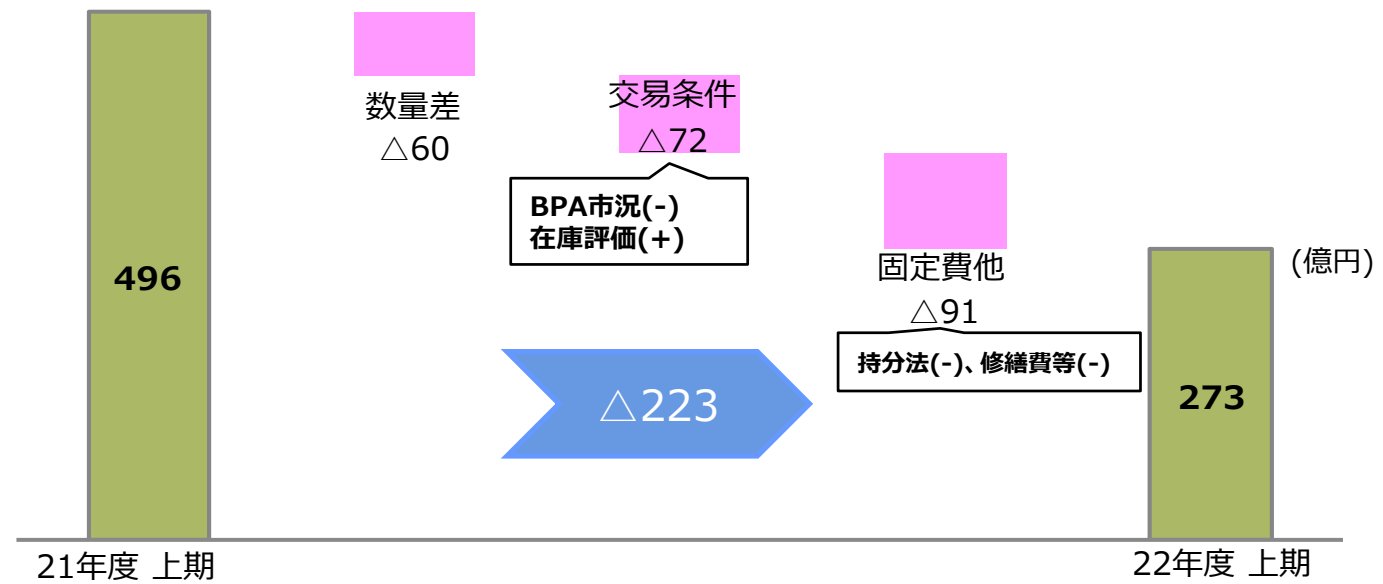 数量差
△60
交易条件
△72
BPA市況(-)
在庫評価(+)
固定費他
△91
持分法(-)、修繕費等(-)
(億円)
496
△223
273
21年度 上期
22年度 上期